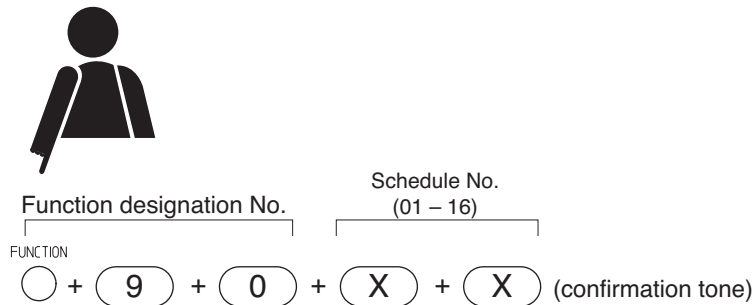 Schedule No.
Function designation No. (01 – 16)
FUNCTION
+ 9 + 0 + X + X (confirmation tone)